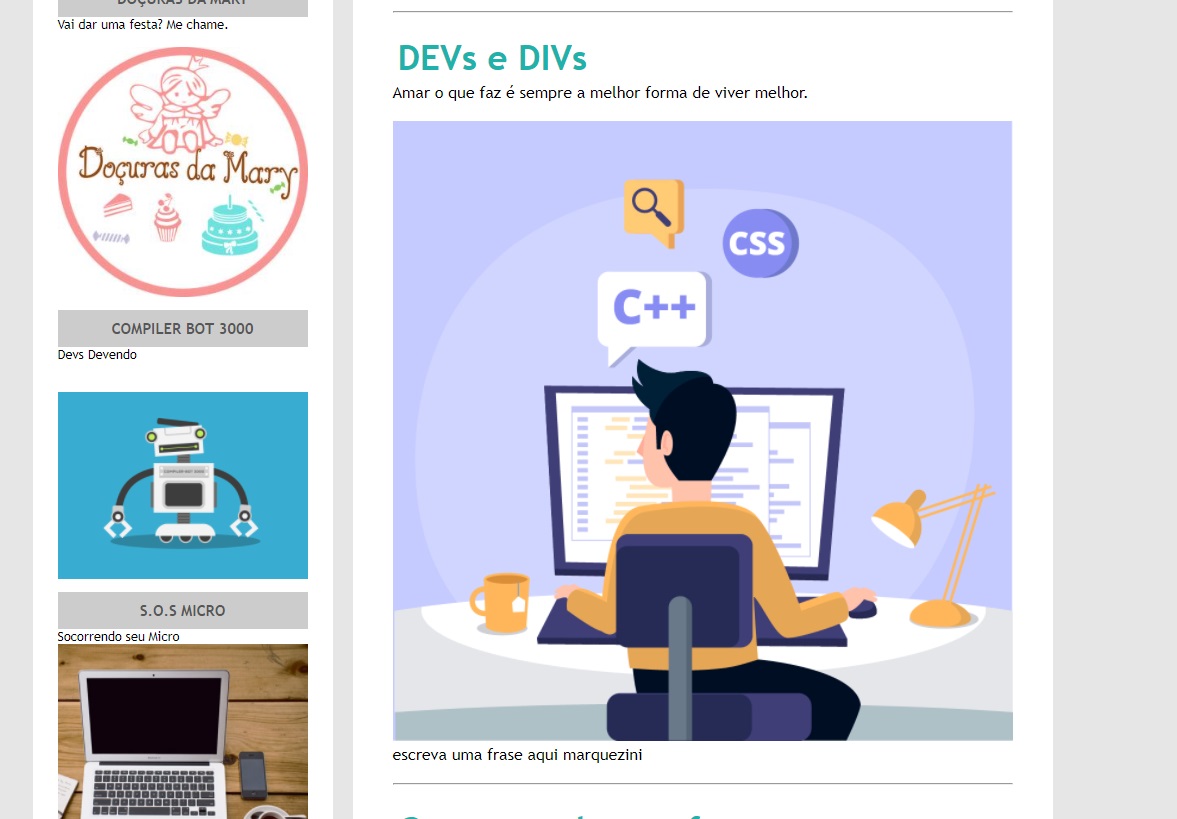 DOÇURAS DA MARY
Vai dar uma festa? Me chame.
Doçuras da Mary
COMPILER BOT 3000
Devs Devendo
COMPILER-BOT 3000
S.O.S MICRO
Socorrendo seu Micro
DEVs e DIVs
Amar o que faz é sempre a melhor forma de viver melhor.
CSS
C++
escreva uma frase aqui marquezini